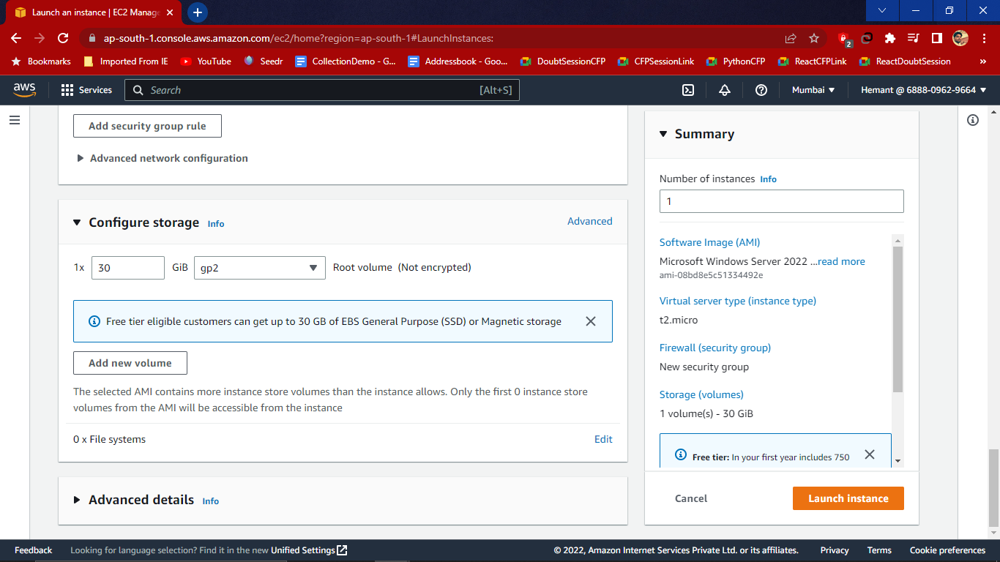 Launch an instance | EC2 Manage
ap-south-1.console.aws.amazon.com/ec2/home?region=ap-south-1#LaunchInstances:
2
Bookmarks
Imported From IE
YouTube
Seedr
CollectionDemo - G...
Addressbook - Goo...
DoubtSessionCFP
CFPSessionLink
PythonCFP
ReactCFPLink
ReactDoubtSession
»
aws
Services
Search
[Alt+S]
Mumbai
Hemant @ 6888-0962-9664
Add security group rule
Advanced network configuration
Configure storage Info
Advanced
1x 30 GiB gp2 Root volume (Not encrypted)
Free tier eligible customers can get up to 30 GB of EBS General Purpose (SSD) or Magnetic storage
Add new volume
The selected AMI contains more instance store volumes than the instance allows. Only the first 0 instance store
volumes from the AMI will be accessible from the instance
0 x File systems
Edit
Advanced details Info
Summary
Number of instances Info
1
Software Image (AMI)
Microsoft Windows Server 2022 ...read more
ami-08bd8e5c51334492e
Virtual server type (instance type)
t2.micro
Firewall (security group)
New security group
Storage (volumes)
1 volume(s) - 30 GiB
Free tier: In your first year includes 750
Cancel
Launch instance
Feedback
Looking for language selection? Find it in the new Unified Settings
© 2022, Amazon Internet Services Private Ltd. or its affiliates.
Privacy
Terms
Cookie preferences